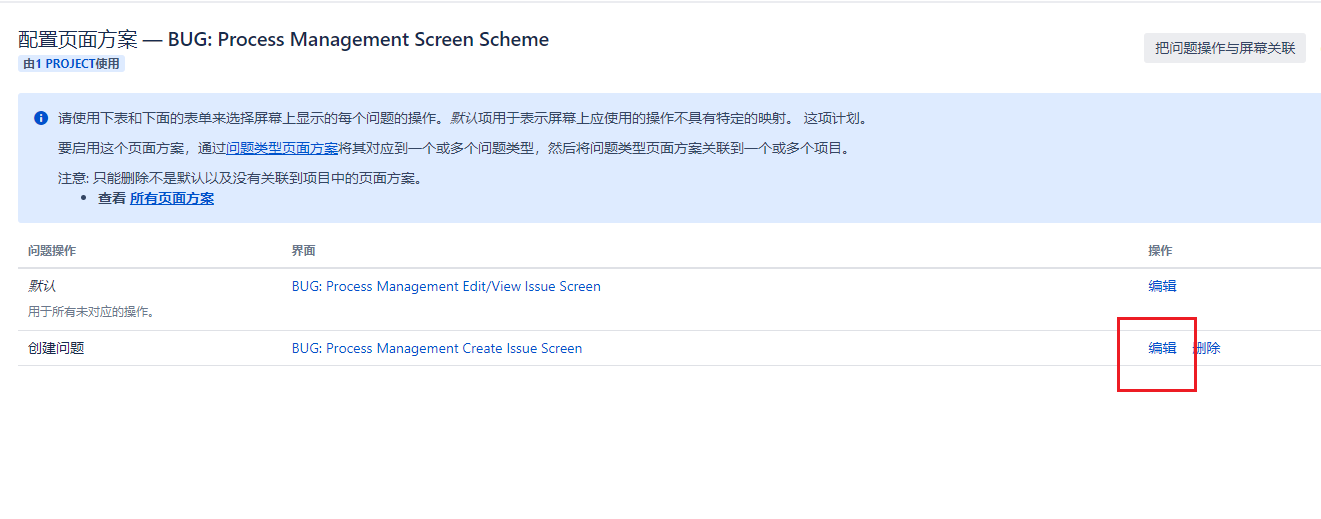 配置页面方案 — BUG: Process Management Screen Scheme
把问题操作与屏幕关联
由1 PROJECT使用
请使用下表和下面的表单来选择屏幕上显示的每个问题的操作。默认项用于表示屏幕上应使用的操作不具有特定的映射。 这项计划。
要启用这个页面方案，通过问题类型页面方案将其对应到一个或多个问题类型，然后将问题类型页面方案关联到一个或多个项目。
注意: 只能删除不是默认以及没有关联到项目中的页面方案。
• 查看 所有页面方案
问题操作 界面 操作
默认 BUG: Process Management Edit/View Issue Screen 编辑
用于所有未对应的操作。
创建问题 BUG: Process Management Create Issue Screen 编辑 删除